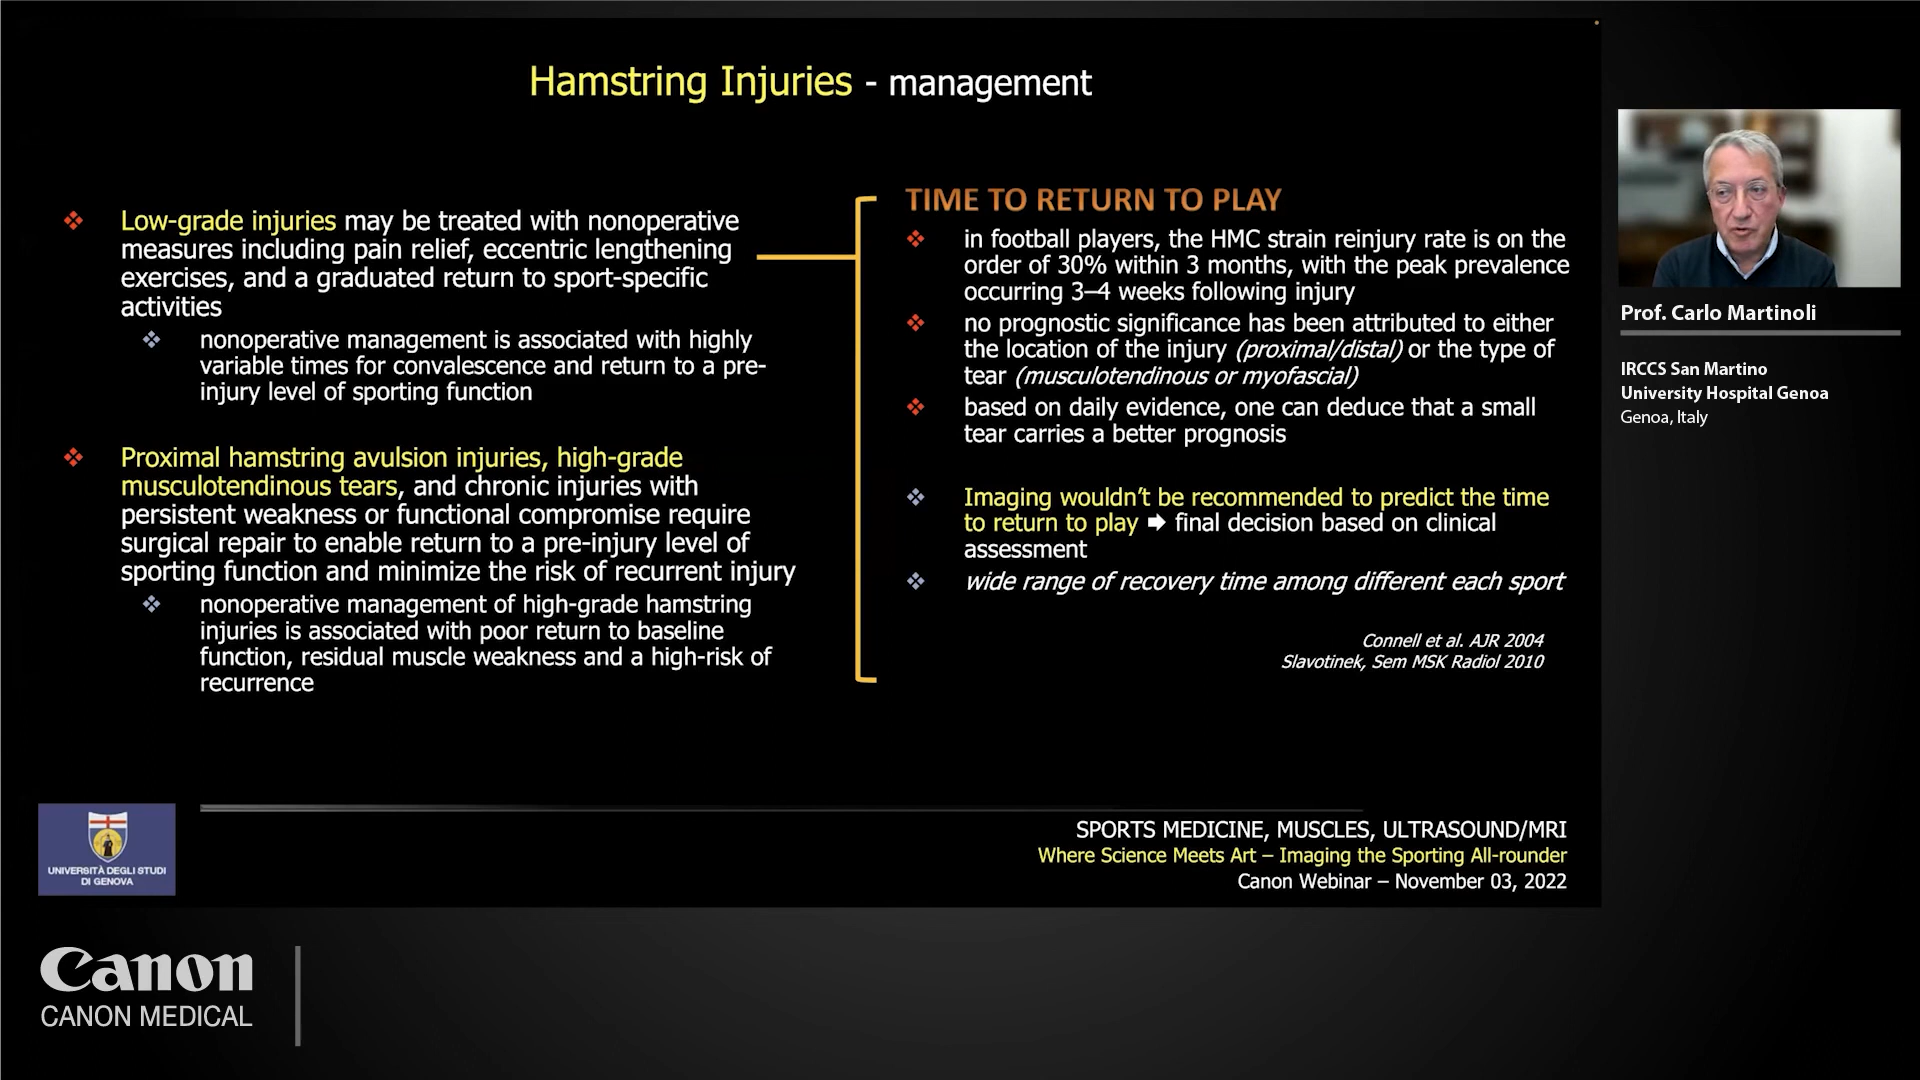 Hamstring Injuries - management
Low-grade injuries may be treated with nonoperative
measures including pain relief, eccentric lengthening
exercises, and a graduated return to sport-specific
activities
nonoperative management is associated with highly
variable times for convalescence and return to a pre-
injury level of sporting function
Proximal hamstring avulsion injuries, high-grade
musculotendinous tears, and chronic injuries with
persistent weakness or functional compromise require
surgical repair to enable return to a pre-injury level of
sporting function and minimize the risk of recurrent injury
nonoperative management of high-grade hamstring
injuries is associated with poor return to baseline
function, residual muscle weakness and a high-risk of
recurrence
TIME TO RETURN TO PLAY
in football players, the HMC strain reinjury rate is on the
order of 30% within 3 months, with the peak prevalence
occurring 3–4 weeks following injury
no prognostic significance has been attributed to either
the location of the injury (proximal/distal) or the type of
tear (musculotendinous or myofascial)
based on daily evidence, one can deduce that a small
tear carries a better prognosis
Imaging wouldn't be recommended to predict the time
to return to play ➡ final decision based on clinical
assessment
wide range of recovery time among different each sport
Connell et al. AJR 2004
Slavotinek, Sem MSK Radiol 2010
Prof. Carlo Martinoli
IRCCS San Martino
University Hospital Genoa
Genoa, Italy
UNIVERSITÀ DEGLI STUDI
DI GENOVA
SPORTS MEDICINE, MUSCLES, ULTRASOUND/MRI
Where Science Meets Art – Imaging the Sporting All-rounder
Canon Webinar – November 03, 2022
Canon
CANON MEDICAL